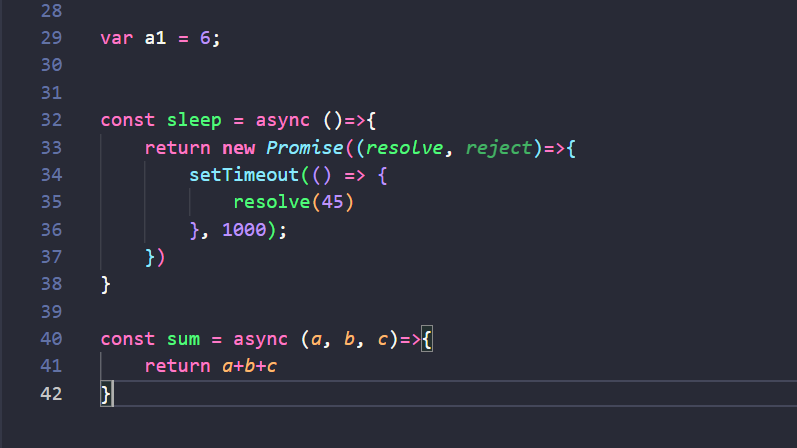 28
29 var a1 = 6;
30
31
32 const sleep = async ()=>{
33     return new Promise((resolve, reject)=>{
34         setTimeout(() => {
35             resolve(45)
36         }, 1000);
37     })
38 }
39
40 const sum = async (a, b, c)=>{
41     return a+b+c
42 }